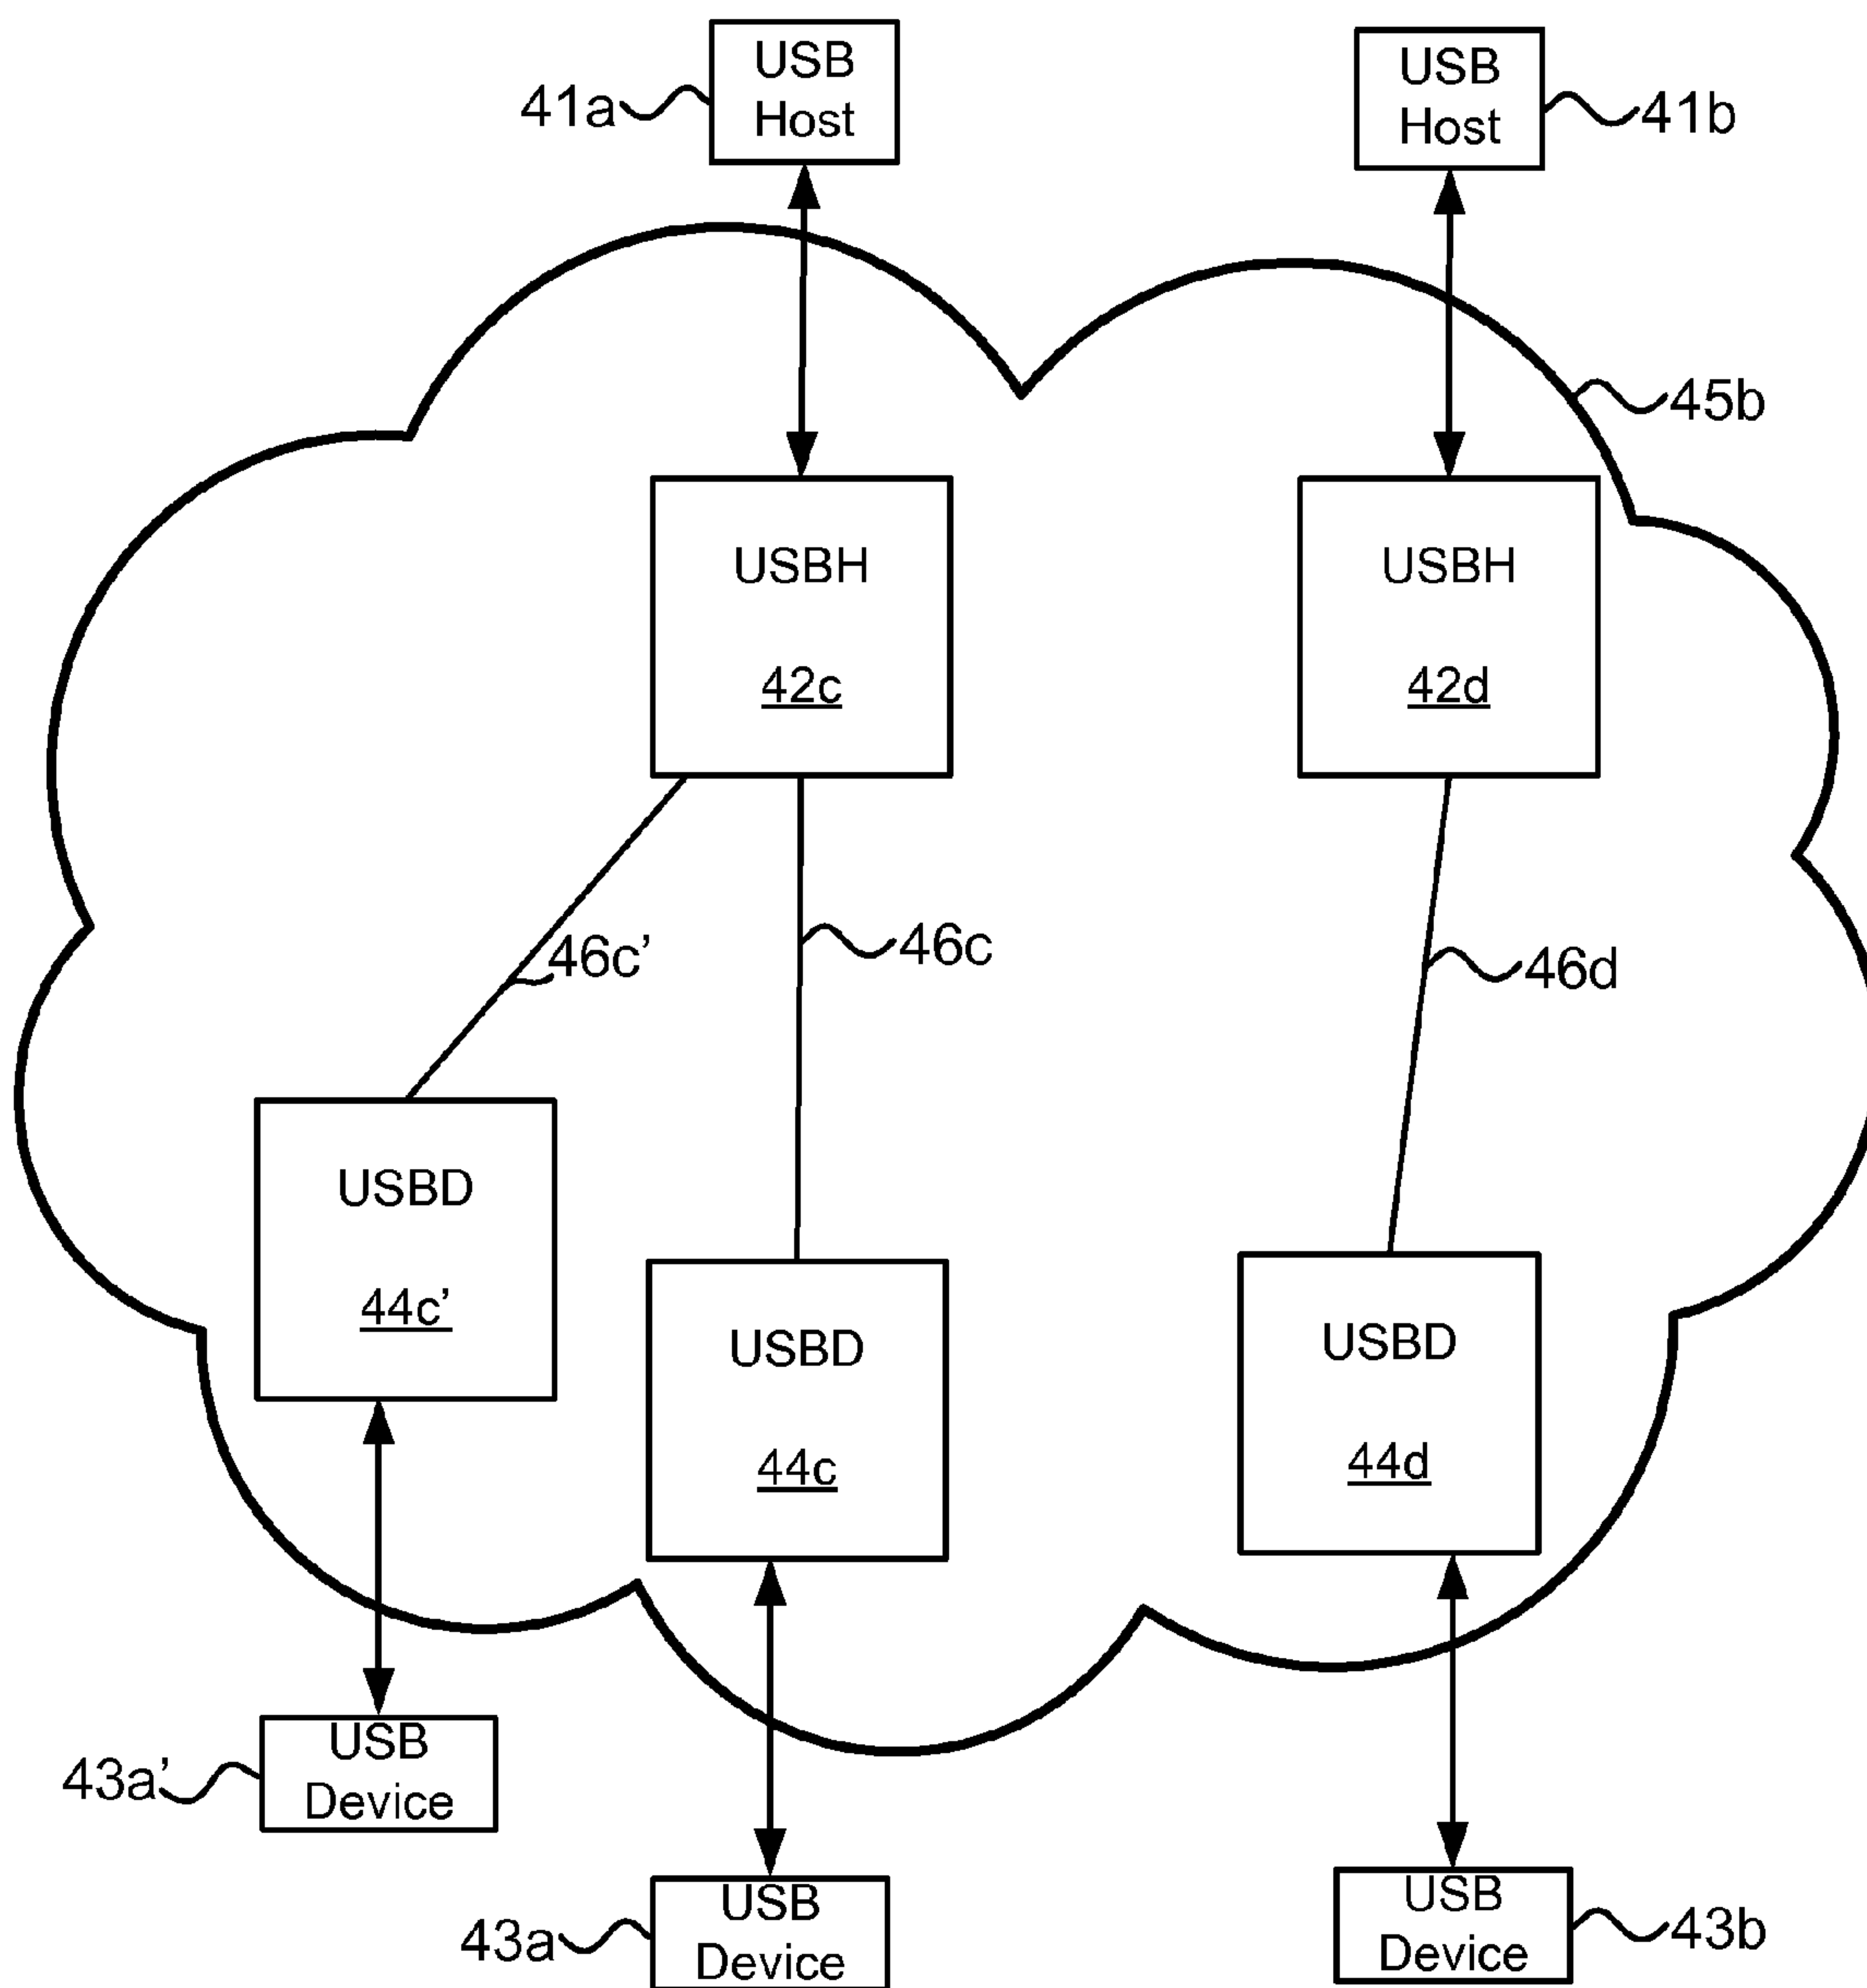 USB
Host
41a
USB
Host
41b
45b
USBH
42c
USBH
42d
46c’
46c
46d
USBD
44c’
USBD
44c
USBD
44d
USB
Device
43a’
USB
Device
43a
USB
Device
43b